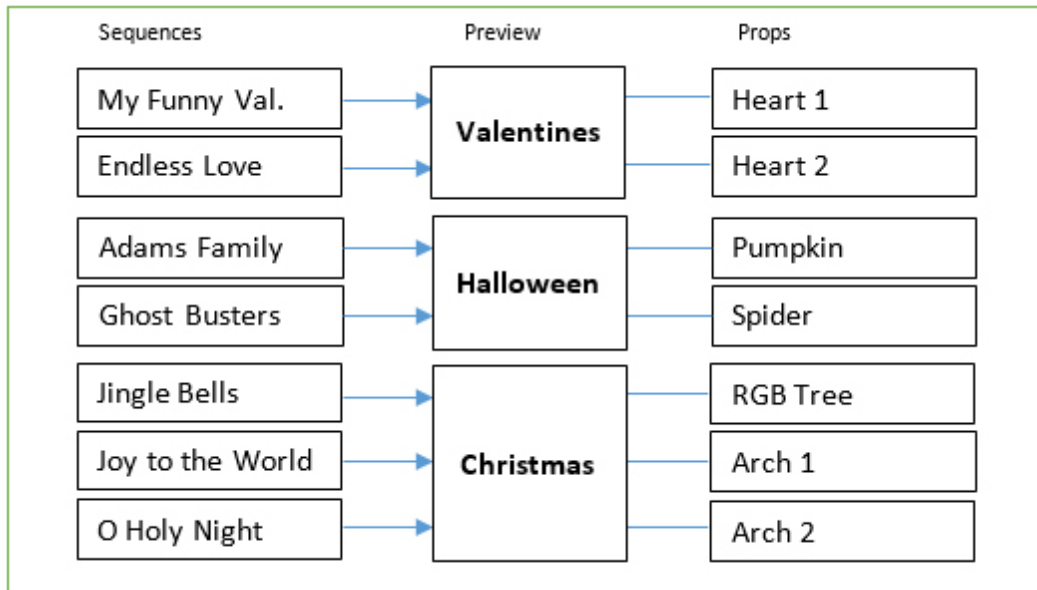 Sequences Preview Props
My Funny Val. Valentines Heart 1
Endless Love Heart 2
Adams Family Halloween Pumpkin
Ghost Busters Spider
Jingle Bells Christmas RGB Tree
Joy to the World Arch 1
O Holy Night Arch 2